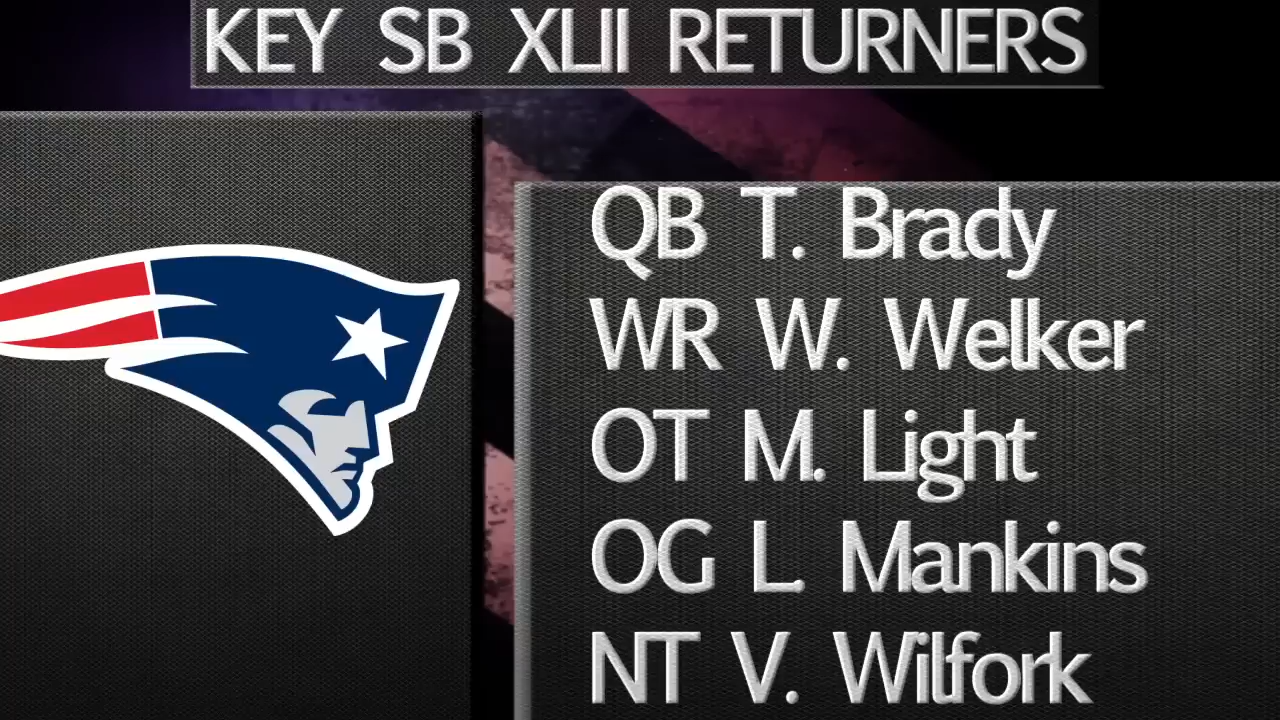 KEY SB XLII RETURNERS
QB T. Brady
WR W. Welker
OT M. Light
OG L. Mankins
NT V. Wilfork